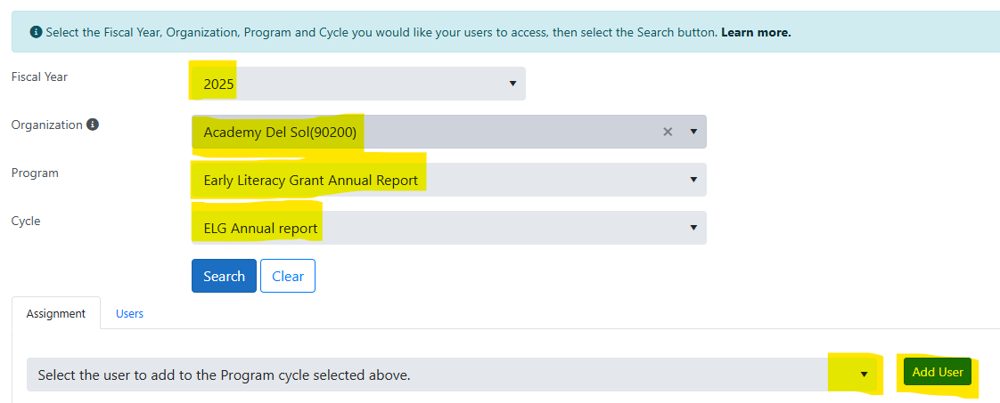 Select the Fiscal Year, Organization, Program and Cycle you would like your users to access, then select the Search button. Learn more.
Fiscal Year
2025
Organization
Academy Del Sol(90200)
Program
Early Literacy Grant Annual Report
Cycle
ELG Annual report
Search Clear
Assignment Users
Select the user to add to the Program cycle selected above.
Add User